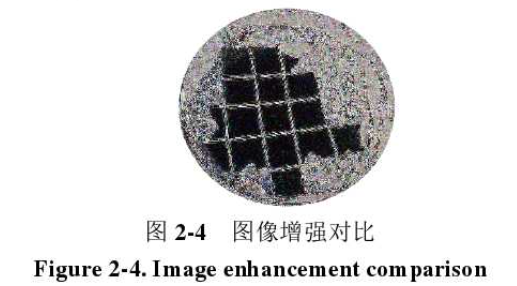 图 2-4 图像增强对比
Figure 2-4. Image enhancement comparison